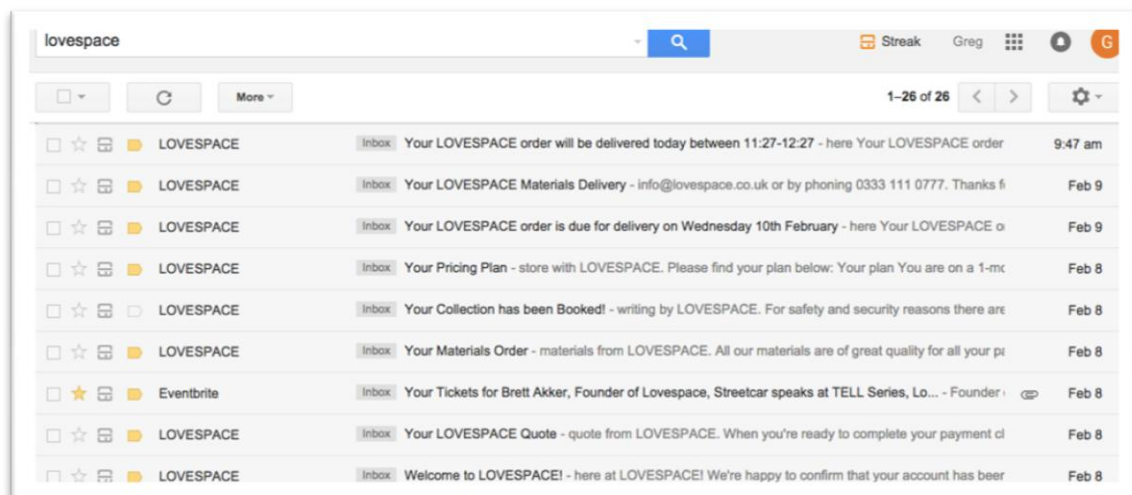 lovespace
Streak Greg G
More 1–26 of 26
LOVESPACE Inbox Your LOVESPACE order will be delivered today between 11:27-12:27 - here Your LOVESPACE order 9:47 am
LOVESPACE Inbox Your LOVESPACE Materials Delivery - info@lovespace.co.uk or by phoning 0333 111 0777. Thanks Feb 9
LOVESPACE Inbox Your LOVESPACE order is due for delivery on Wednesday 10th February - here Your LOVESPACE Feb 9
LOVESPACE Inbox Your Pricing Plan - store with LOVESPACE. Please find your plan below: Your plan You are on a Feb 8
LOVESPACE Inbox Your Collection has been Booked! - writing by LOVESPACE. For safety and security reasons there are Feb 8
LOVESPACE Inbox Your Materials Order - materials from LOVESPACE. All our materials are of great quality for all your Feb 8
Eventbrite Inbox Your Tickets for Brett Akker, Founder of Lovespace, Streetcar speaks at TELL Series, Lo... - Founder Feb 8
LOVESPACE Inbox Your LOVESPACE Quote - quote from LOVESPACE. When you're ready to complete your payment Feb 8
LOVESPACE Inbox Welcome to LOVESPACE! - here at LOVESPACE! We're happy to confirm that your account has Feb 8